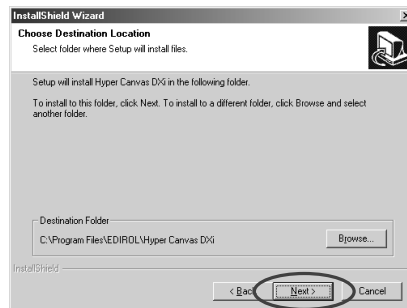 InstallShield Wizard
Choose Destination Location
Select folder where Setup will install files.
Setup will install Hyper Canvas DXi in the following folder.
To install to this folder, click Next. To install to a different folder, click Browse and select
another folder.
Destination Folder
C:\Program Files\EDIROL\Hyper Canvas DXi
Browse...
InstallShield
< Bac Next > Cancel